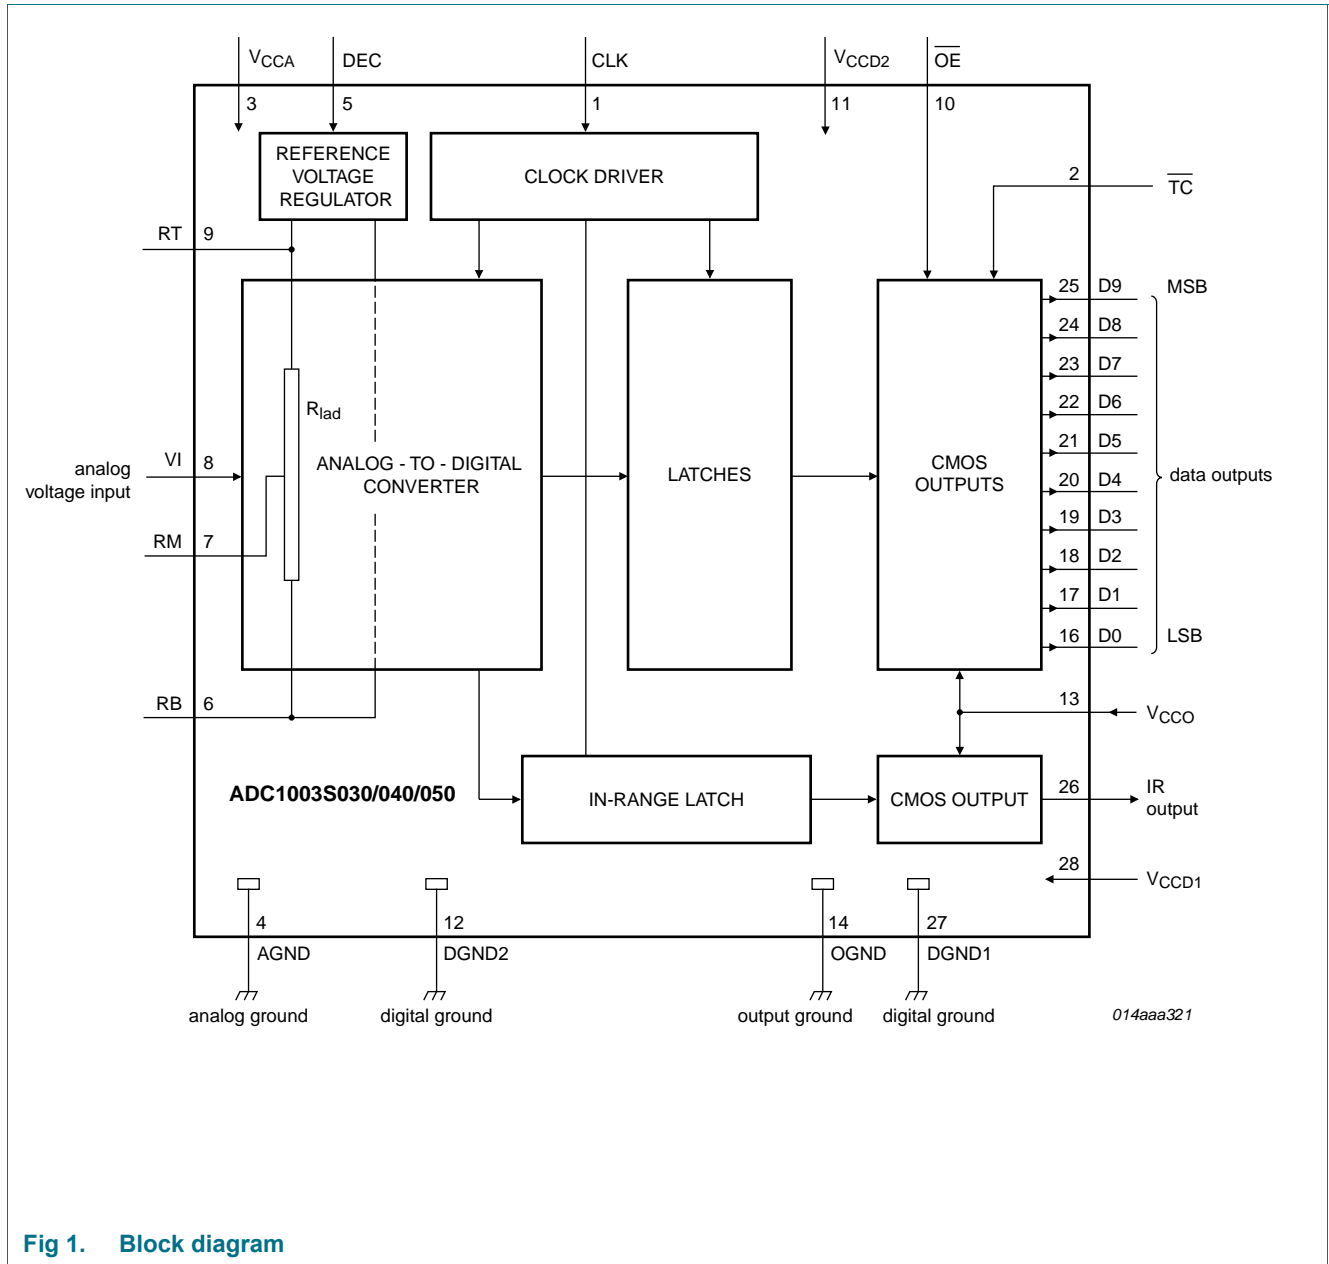 VCCA DEC CLK VCCD2 OE
3 5 1 11 10
REFERENCE
VOLTAGE
REGULATOR
CLOCK DRIVER
2 TC
RT 9
25 D9 MSB
24 D8
23 D7
22 D6
21 D5
20 D4
19 D3
18 D2
17 D1
16 D0 LSB
data outputs
Rlad
analog
voltage input
VI 8
ANALOG - TO - DIGITAL
CONVERTER
LATCHES
CMOS
OUTPUTS
RM 7
RB 6
13 VCCO
ADC1003S030/040/050
IN-RANGE LATCH
CMOS OUTPUT
26 IR
output
28 VCCD1
4 12 14 27
AGND DGND2 OGND DGND1
analog ground digital ground output ground digital ground
014aaa321
Fig 1. Block diagram